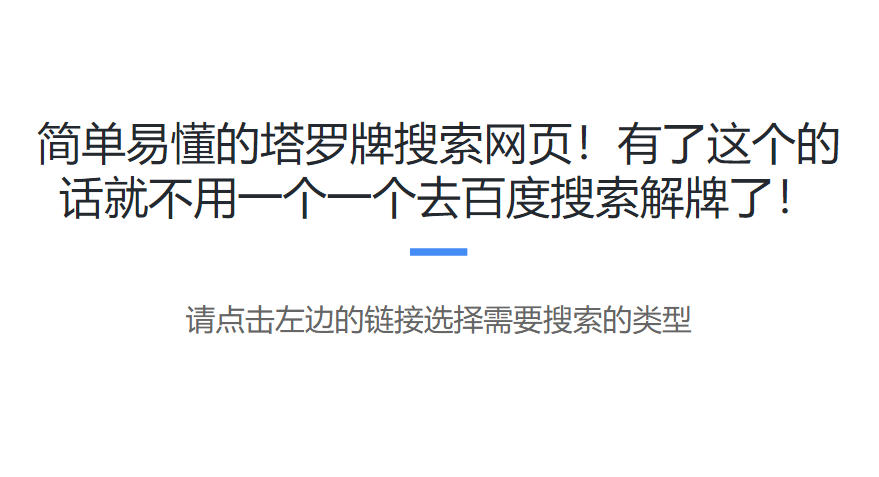 简单易懂的塔罗牌搜索网页！有了这个的
话就不用一个一个去百度搜索解牌了！
请点击左边的链接选择需要搜索的类型